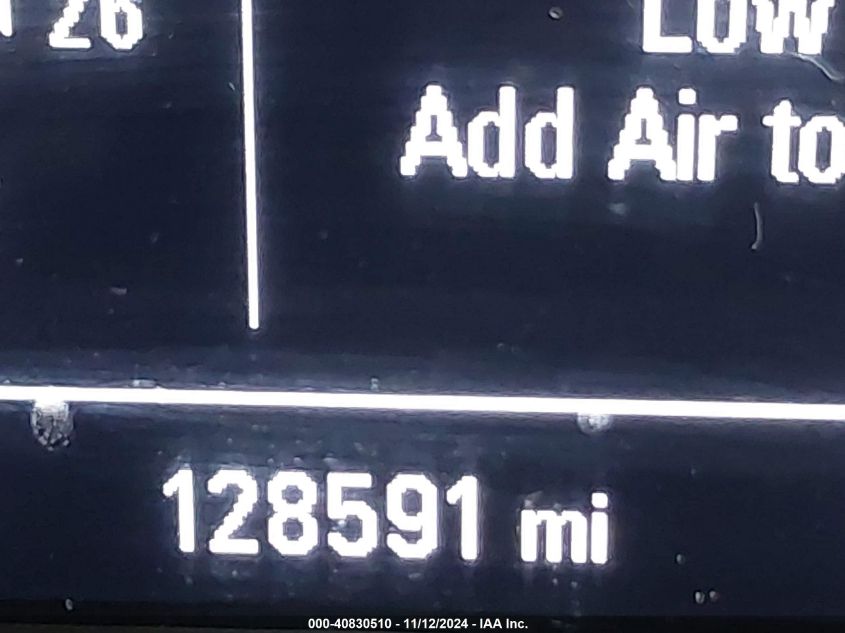 26
Low
Add Air to
128591 mi
000-40830510 - 11/12/2024 - IAA Inc.